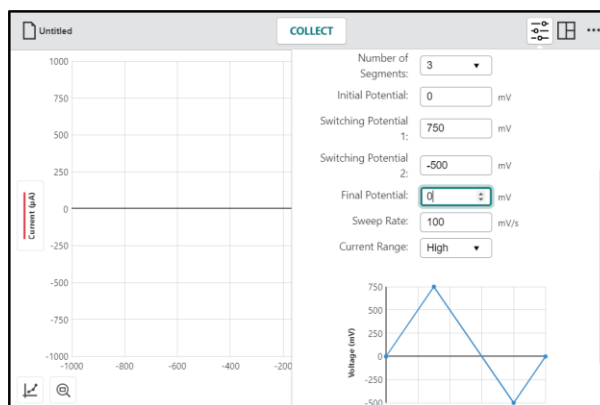 Untitled
COLLECT
Number of
Segments:
3
Initial Potential:
0
mV
Switching Potential
1:
750
mV
Switching Potential
2:
-500
mV
Final Potential:
0
mV
Sweep Rate:
100
mV/s
Current Range:
High
Current (µA)
1000
750
500
250
0
-250
-500
-750
-1000
-1000
-800
-600
-400
-200
Voltage (mV)
750
500
250
0
-250
-500